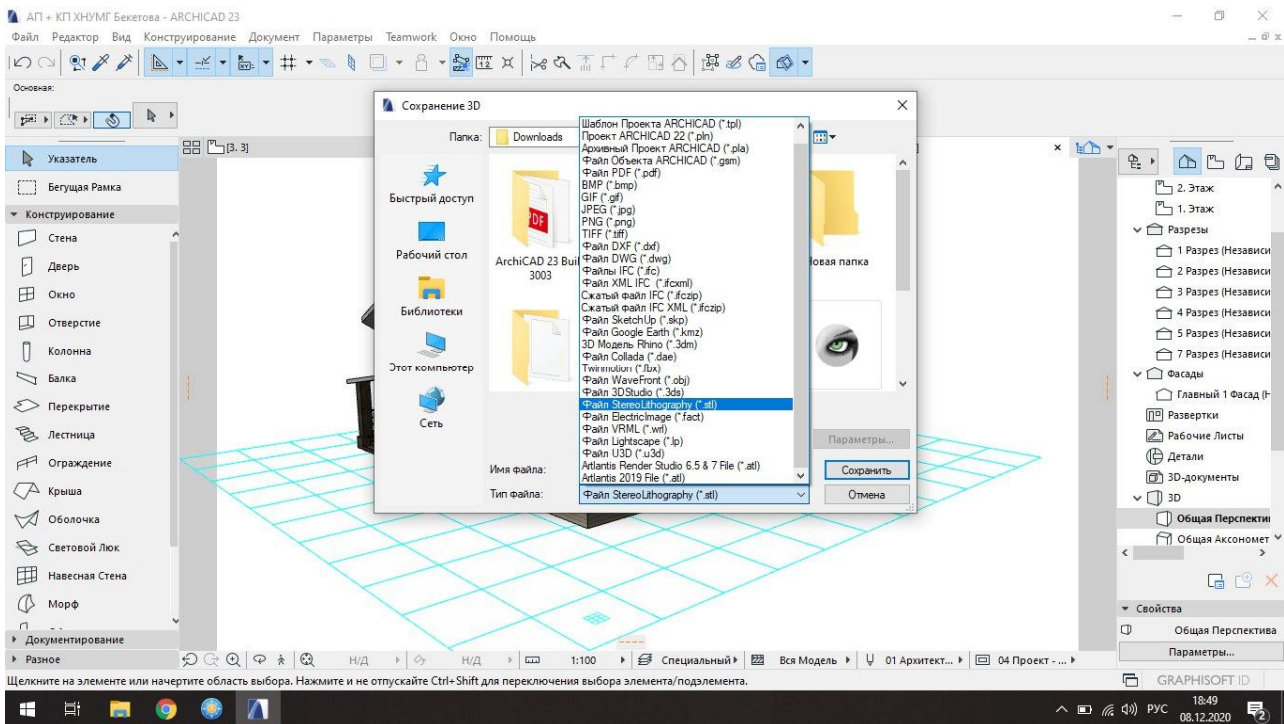 АП + КП ХНУМГ Бекетова - ARCHICAD 23
Файл Редактор Вид Конструирование Документ Параметры Teamwork Окно Помощь
Основная:
[3. 3]
Указатель
Бегущая Рамка
Конструирование
Стена
Дверь
Окно
Отверстие
Колонна
Балка
Перекрытие
Лестница
Ограждение
Крыша
Оболочка
Световой Люк
Навесная Стена
Морф
Документирование
Разное
Сохранение 3D
Папка: Downloads
Быстрый доступ
Рабочий стол
Библиотеки
Этот компьютер
Сеть
PDF
ArchiCAD 23 Buil
3003
Новая папка
Шаблон Проекта ARCHICAD (*.tpl)
Проект ARCHICAD 22 (*.pln)
Архивный Проект ARCHICAD (*.pla)
Файл Объекта ARCHICAD (*.gsm)
Файл PDF (*.pdf)
BMP (*.bmp)
GIF (*.gif)
JPEG (*.jpg)
PNG (*.png)
TIFF (*.tiff)
Файл DXF (*.dxf)
Файл DWG (*.dwg)
Файлы IFC (*.ifc)
Файл XML IFC (*.ifcxml)
Сжатый файл IFC (*.ifczip)
Сжатый файл IFC XML (*.ifczip)
Файл SketchUp (*.skp)
Файл Google Earth (*.kmz)
3D Модель Rhino (*.3dm)
Файл Collada (*.dae)
Twinmotion (*.fbx)
Файл WaveFront (*.obj)
Файл 3DStudio (*.3ds)
Файл StereoLithography (*.stl)
Файл ElectricImage (*.fact)
Файл VRML (*.wrl)
Файл Lightscape (*.lp)
Файл U3D (*.u3d)
Artlantis Render Studio 6.5 & 7 File (*.atl)
Artlantis 2019 File (*.atl)
Параметры...
Имя файла:
Сохранить
Тип файла: Файл StereoLithography (*.stl)
Отмена
2. Этаж
1. Этаж
Разрезы
1 Разрез (Независи
2 Разрез (Независи
3 Разрез (Независи
4 Разрез (Независи
5 Разрез (Независи
7 Разрез (Независи
Фасады
Главный 1 Фасад (Н
Развертки
Рабочие Листы
Детали
3D-документы
3D
Общая Перспекти
Общая Аксономет
Свойства
Общая Перспектива
Параметры...
Н/Д Н/Д 1:100 Специальный Вся Модель 01 Архитект... 04 Проект - ...
Щелкните на элементе или начертите область выбора. Нажмите и не отпускайте Ctrl+Shift для переключения выбора элемента/подэлемента.
GRAPHISOFT ID
РУС
18:49
08.12.2020
2